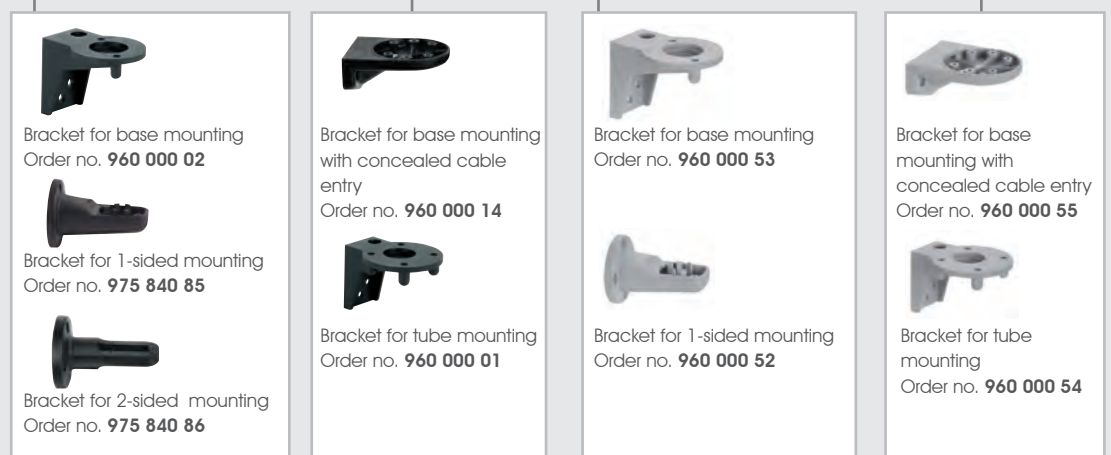 Bracket for base mounting
Order no. 960 000 02
Bracket for 1-sided mounting
Order no. 975 840 85
Bracket for 2-sided mounting
Order no. 975 840 86
Bracket for base mounting
with concealed cable
entry
Order no. 960 000 14
Bracket for tube mounting
Order no. 960 000 01
Bracket for base mounting
Order no. 960 000 53
Bracket for 1-sided mounting
Order no. 960 000 52
Bracket for base
mounting with
concealed cable entry
Order no. 960 000 55
Bracket for tube
mounting
Order no. 960 000 54